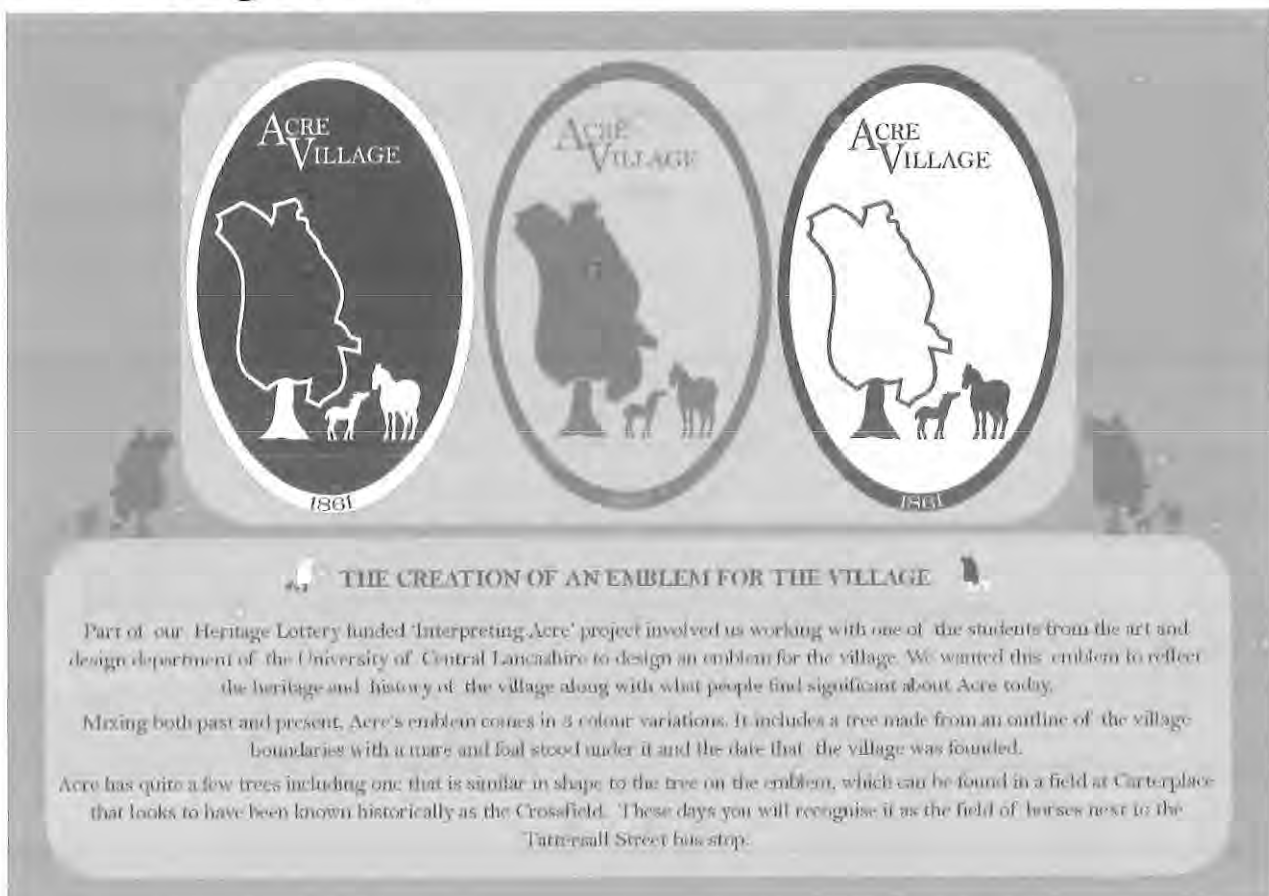 ACRE
VILLAGE
1861
ACRE
VILLAGE
ACRE
VILLAGE
1861
THE CREATION OF AN EMBLEM FOR THE VILLAGE
Part of our Heritage Lottery funded 'Interpreting Acre' project involved us working with one of the students from the art and
design department of the University of Central Lancashire to design an emblem for the village. We wanted this emblem to reflect
the heritage and history of the village along with what people find significant about Acre today.
Mixing both past and present, Acre's emblem comes in 3 colour variations. It includes a tree made from an outline of the village
boundaries with a mare and foal stood under it and the date that the village was founded.
Acre has quite a few trees including one that is similar in shape to the tree on the emblem, which can be found in a field at Carterplace
that looks to have been known historically as the Crossfield. These days you will recognise it as the field of horses next to the
Tattersall Street bus stop.